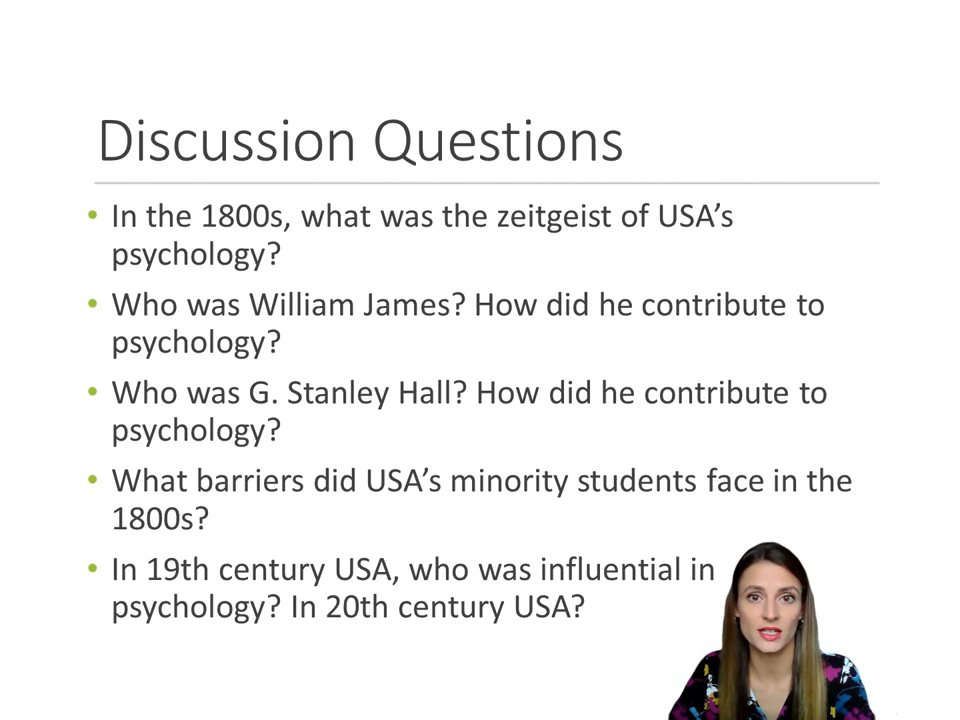 Discussion Questions
• In the 1800s, what was the zeitgeist of USA’s
psychology?
• Who was William James? How did he contribute to
psychology?
• Who was G. Stanley Hall? How did he contribute to
psychology?
• What barriers did USA’s minority students face in the
1800s?
• In 19th century USA, who was influential in
psychology? In 20th century USA?